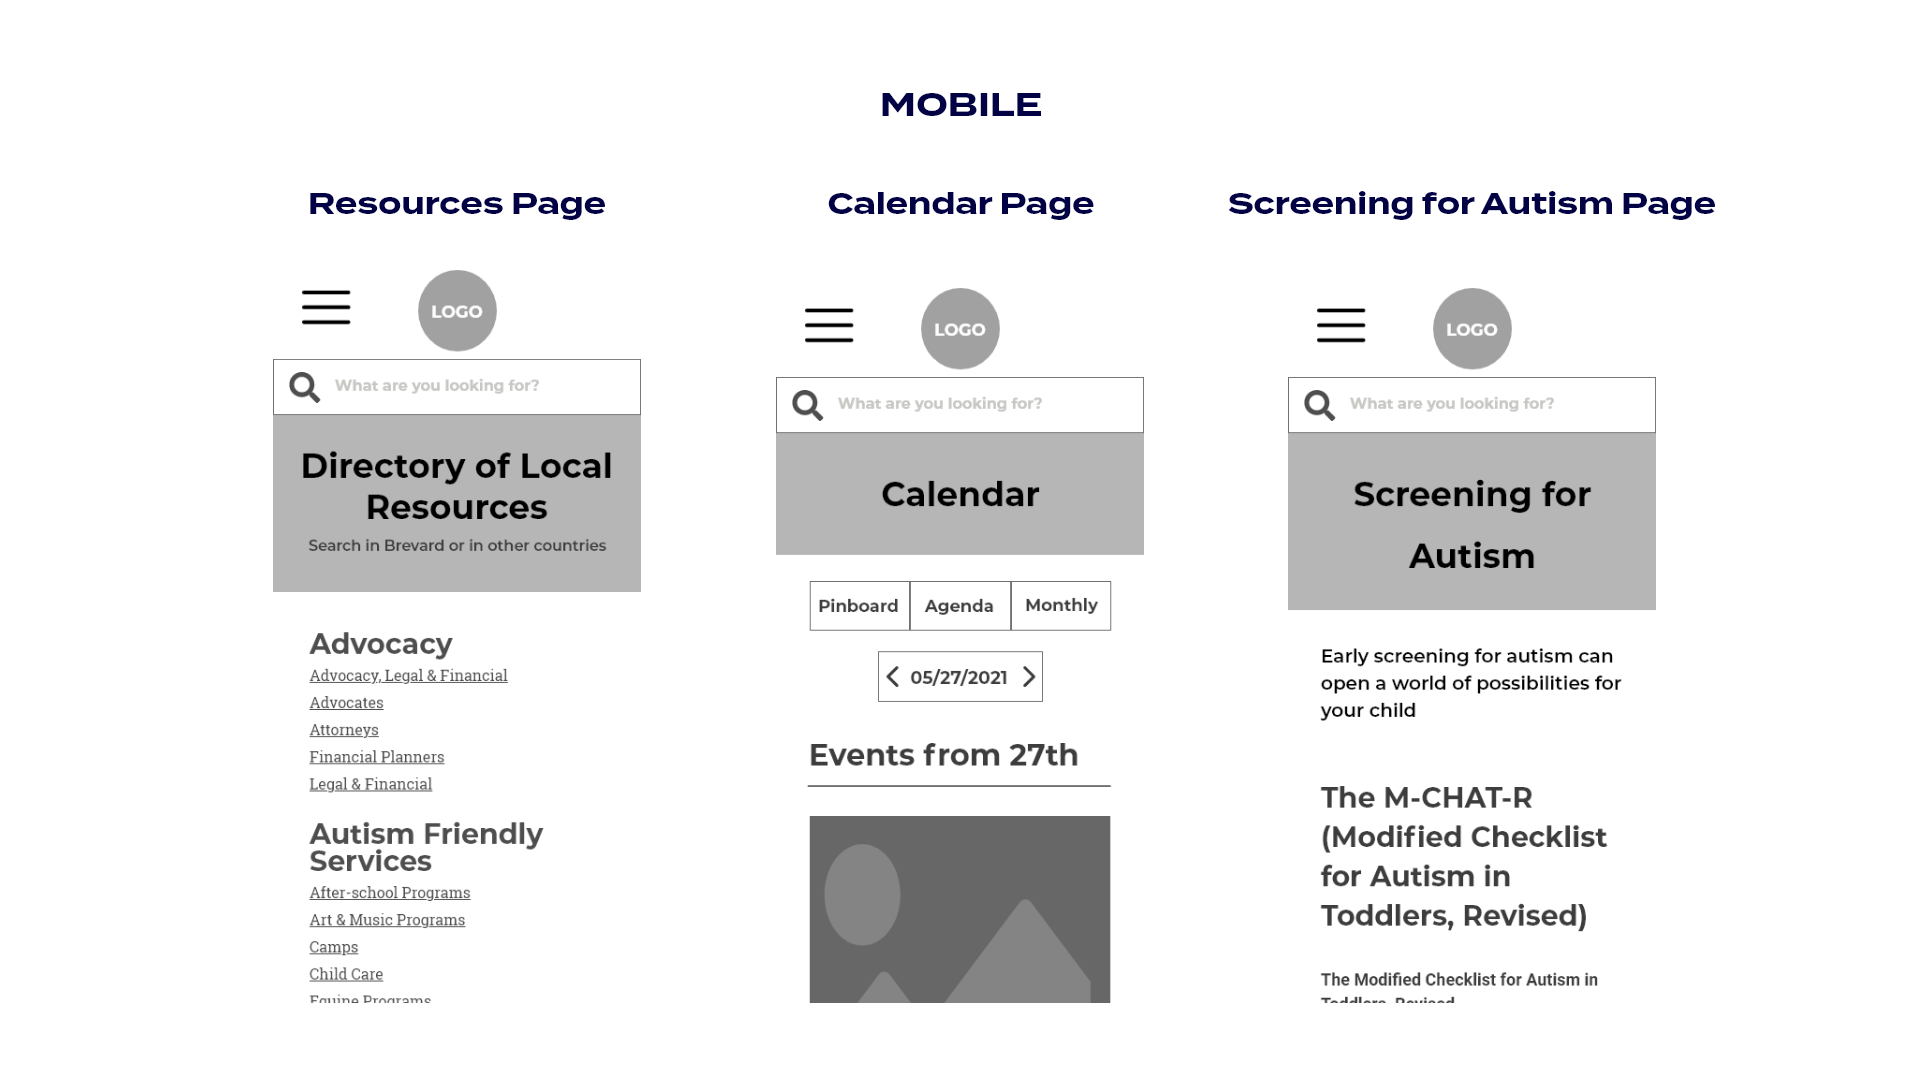 MOBILE
Resources Page
LOGO
What are you looking for?
Directory of Local
Resources
Search in Brevard or in other countries
Advocacy
Advocacy, Legal & Financial
Advocates
Attorneys
Financial Planners
Legal & Financial
Autism Friendly
Services
After-school Programs
Art & Music Programs
Camps
Child Care
Equine Programs
Calendar Page
LOGO
What are you looking for?
Calendar
Pinboard Agenda Monthly
05/27/2021
Events from 27th
Screening for Autism Page
LOGO
What are you looking for?
Screening for
Autism
Early screening for autism can
open a world of possibilities for
your child
The M-CHAT-R
(Modified Checklist
for Autism in
Toddlers, Revised)
The Modified Checklist for Autism in
Toddlers, Revised